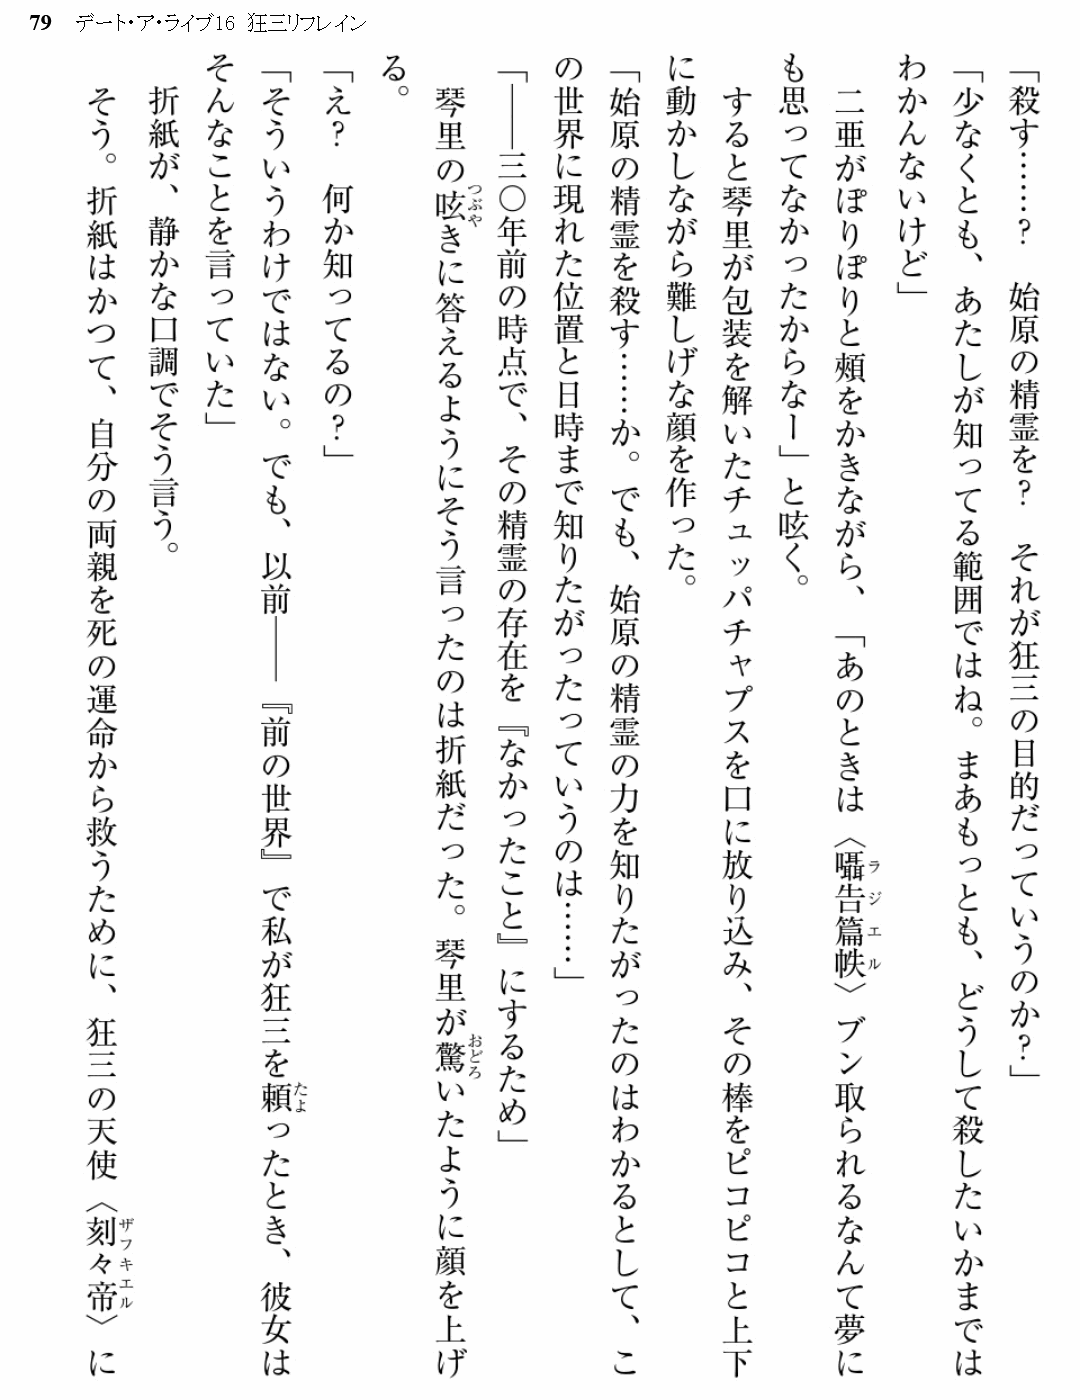 79 デート・ア・ライブ16 狂三リフレイン
「殺す……？　始原の精霊を？　それが狂三の目的だっていうのか？」
「少なくとも、あたしが知ってる範囲ではね。まあもっとも、どうして殺したいかまでは
わかんないけど」
　二亜がぽりぽりと頰をかきながら、「あのときは〈囁告篇帙〉ブン取られるなんて夢に
ラジエル
も思ってなかったからなー」と呟く。
　すると琴里が包装を解いたチュッパチャプスを口に放り込み、その棒をピコピコと上下
に動かしながら難しげな顔を作った。
「始原の精霊を殺す……か。でも、始原の精霊の力を知りたがったのはわかるとして、こ
の世界に現れた位置と日時まで知りたがったっていうのは……」
「――三〇年前の時点で、その精霊の存在を『なかったこと』にするため」
　琴里の呟きに答えるようにそう言ったのは折紙だった。琴里が驚いたように顔を上げ
つぶや
おどろ
る。
「え？　何か知ってるの？」
「そういうわけではない。でも、以前――『前の世界』で私が狂三を頼ったとき、彼女は
たよ
そんなことを言っていた」
　折紙が、静かな口調でそう言う。
　そう。折紙はかつて、自分の両親を死の運命から救うために、狂三の天使〈刻々帝〉に
ザフキエル